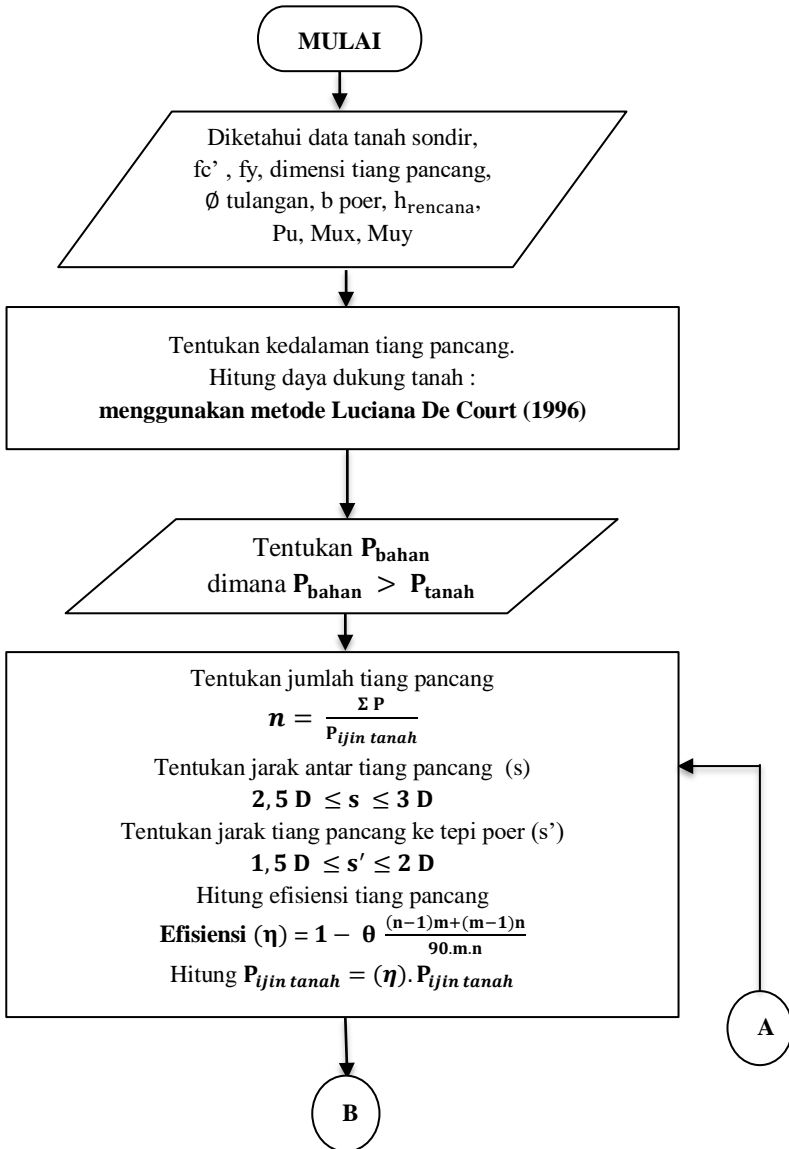 MULAI
Diketahui data tanah sondir,
fc’ , fy, dimensi tiang pancang,
Ø tulangan, b poer, h_rencana,
Pu, Mux, Muy
Tentukan kedalaman tiang pancang.
Hitung daya dukung tanah :
menggunakan metode Luciana De Court (1996)
Tentukan P_bahan
dimana P_bahan > P_tanah
Tentukan jumlah tiang pancang
n = Σ P / P_ijin tanah
Tentukan jarak antar tiang pancang (s)
2,5 D ≤ s ≤ 3 D
Tentukan jarak tiang pancang ke tepi poer (s’)
1,5 D ≤ s′ ≤ 2 D
Hitung efisiensi tiang pancang
Efisiensi (η) = 1 − θ (n−1)m+(m−1)n / 90.m.n
Hitung P_ijin tanah = (η). P_ijin tanah
A
B